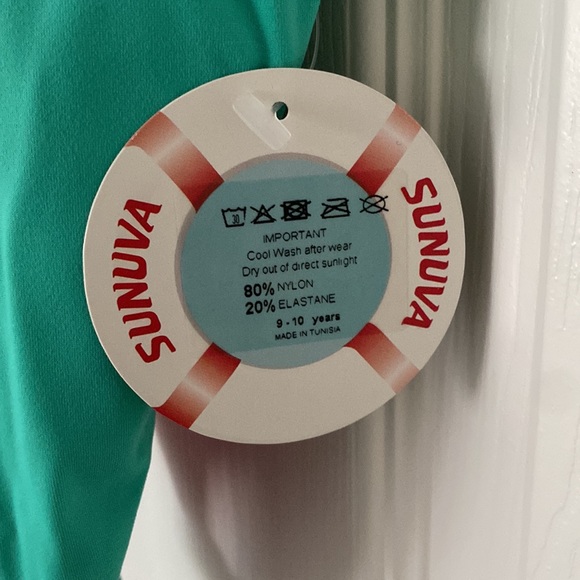 SUNUVA
SUNUVA
30
IMPORTANT
Cool Wash after wear
Dry out of direct sunlight
80% NYLON
20% ELASTANE
9 - 10 years
MADE IN TUNISIA